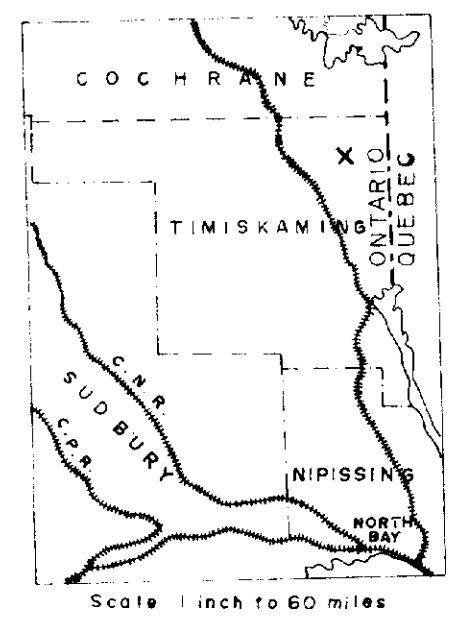 COCHRANE
X
ONTARIO
QUEBEC
TIMISKAMING
C.N.R.
SUDBURY
C.P.R.
NIPISSING
NORTH
BAY
Scale 1 inch to 60 miles